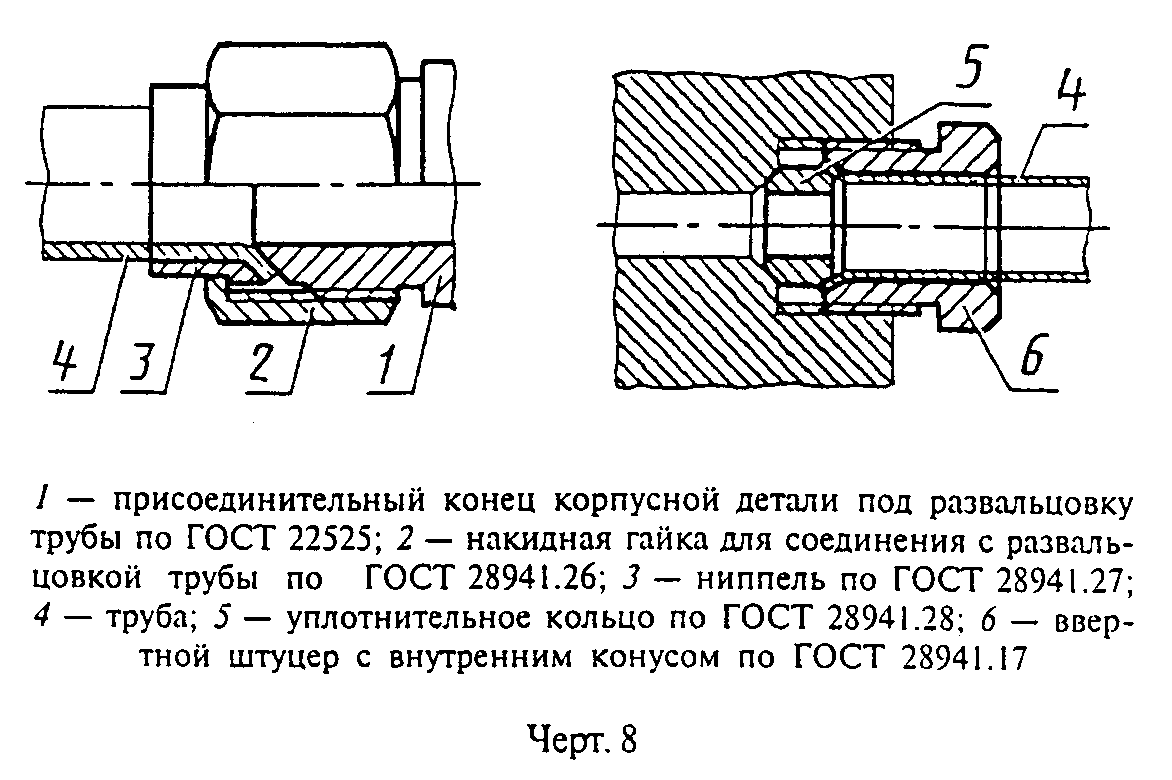 5
4
4
3
2
1
6
1 — присоединительный конец корпусной детали под развальцовку
трубы по ГОСТ 22525; 2 — накидная гайка для соединения с разваль-
цовкой трубы по ГОСТ 28941.26; 3 — ниппель по ГОСТ 28941.27;
4 — труба; 5 — уплотнительное кольцо по ГОСТ 28941.28; 6 — ввер-
тной штуцер с внутренним конусом по ГОСТ 28941.17
Черт. 8